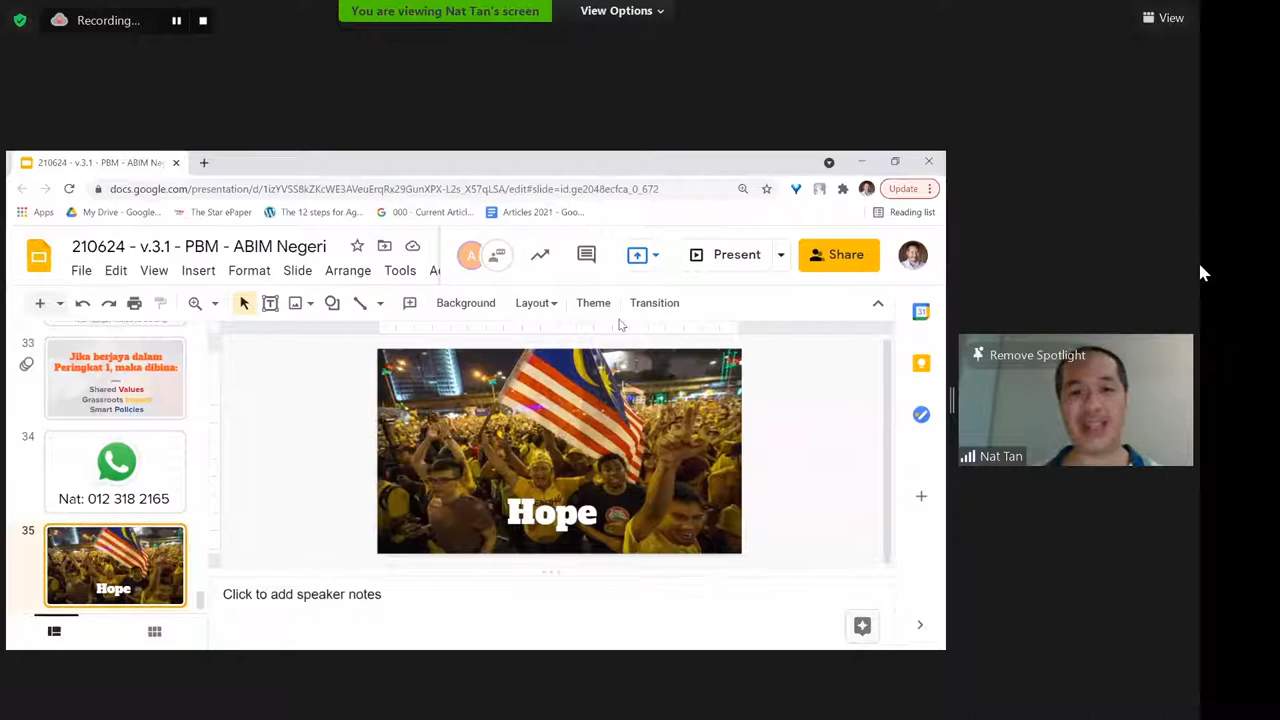 Recording...
You are viewing Nat Tan's screen
View Options
View
210624 - v.3.1 - PBM - ABIM Neg
docs.google.com/presentation/d/1izYVSS8kZKcWE3AVeuErqRx29GunXPX-L2s_X57qLSA/edit#slide=id.ge2048ecfca_0_672
Update
Apps
My Drive - Google...
The Star ePaper
The 12 steps for Ag...
000 - Current Articl...
Articles 2021 - Goo...
Reading list
210624 - v.3.1 - PBM - ABIM Negeri
File Edit View Insert Format Slide Arrange Tools
A
Present
Share
Background
Layout
Theme
Transition
31
33
Jika berjaya dalam
Peringkat 1, maka dibina:
Shared Values
Grassroots Impact
Smart Policies
34
Nat: 012 318 2165
35
Hope
Hope
Click to add speaker notes
Remove Spotlight
Nat Tan